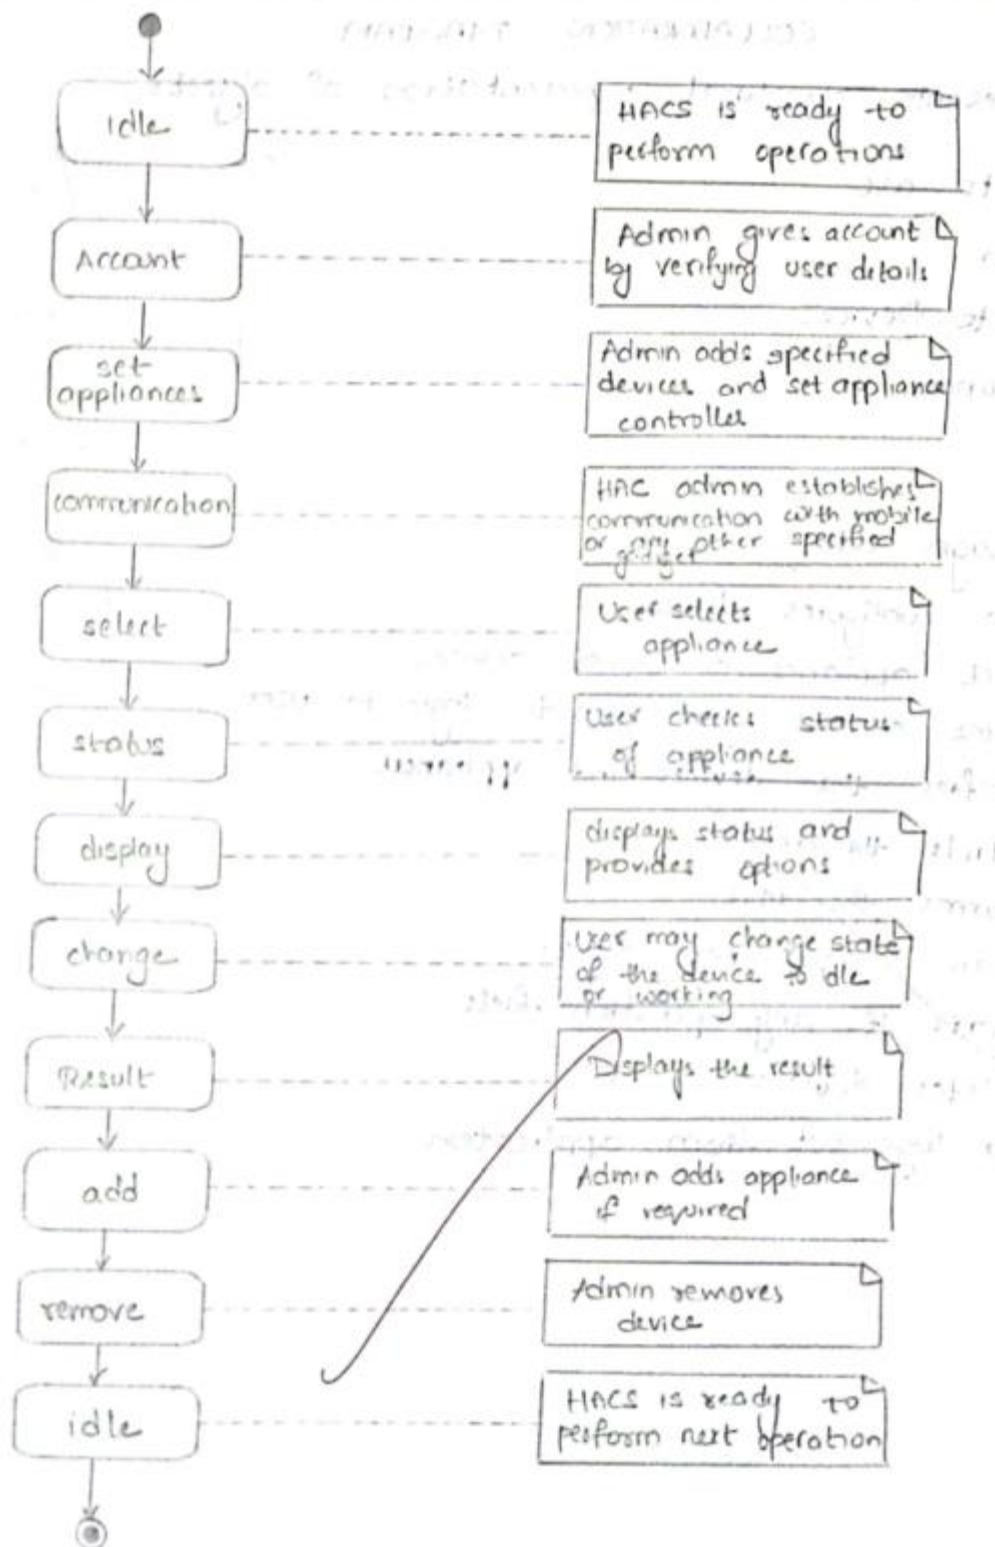 idle
HACS is ready to
perform operations
Account
Admin gives account
by verifying user details
set
appliances
Admin adds specified
devices and set appliance
controller
communication
HAC admin establishes
communication with mobile
or any other specified
gadget
select
User selects
appliance
status
User checks status
of appliance
display
displays status and
provides options
change
User may change state
of the device to dle
or working
Result
Displays the result
add
Admin adds appliance
if required
remove
Admin removes
device
idle
HACS is ready to
perform next operation